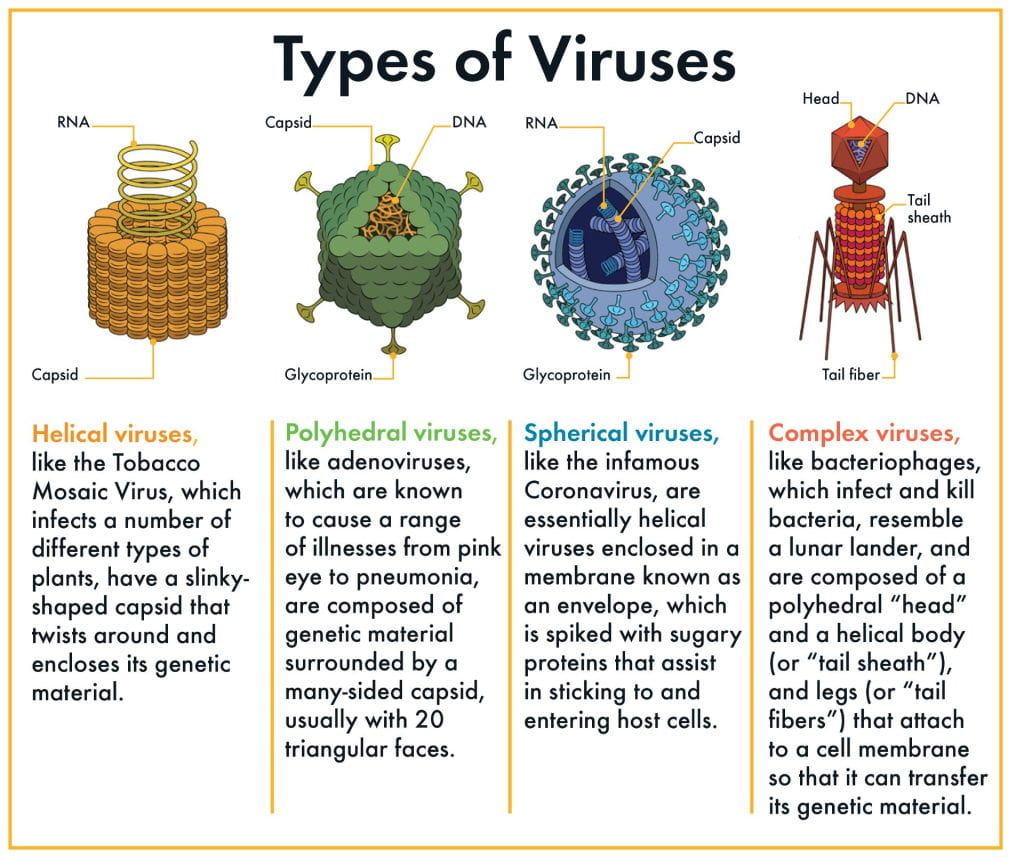 Types of Viruses
RNA
Capsid
Capsid
DNA
Glycoprotein
RNA
Capsid
Glycoprotein
Head
DNA
Tail
sheath
Tail fiber
Helical viruses,
like the Tobacco
Mosaic Virus, which
infects a number of
different types of
plants, have a slinky-
shaped capsid that
twists around and
encloses its genetic
material.
Polyhedral viruses,
like adenoviruses,
which are known
to cause a range
of illnesses from pink
eye to pneumonia,
are composed of
genetic material
surrounded by a
many-sided capsid,
usually with 20
triangular faces.
Spherical viruses,
like the infamous
Coronavirus, are
essentially helical
viruses enclosed in a
membrane known as
an envelope, which
is spiked with sugary
proteins that assist
in sticking to and
entering host cells.
Complex viruses,
like bacteriophages,
which infect and kill
bacteria, resemble
a lunar lander, and
are composed of a
polyhedral “head”
and a helical body
(or “tail sheath”),
and legs (or “tail
fibers”) that attach
to a cell membrane
so that it can transfer
its genetic material.